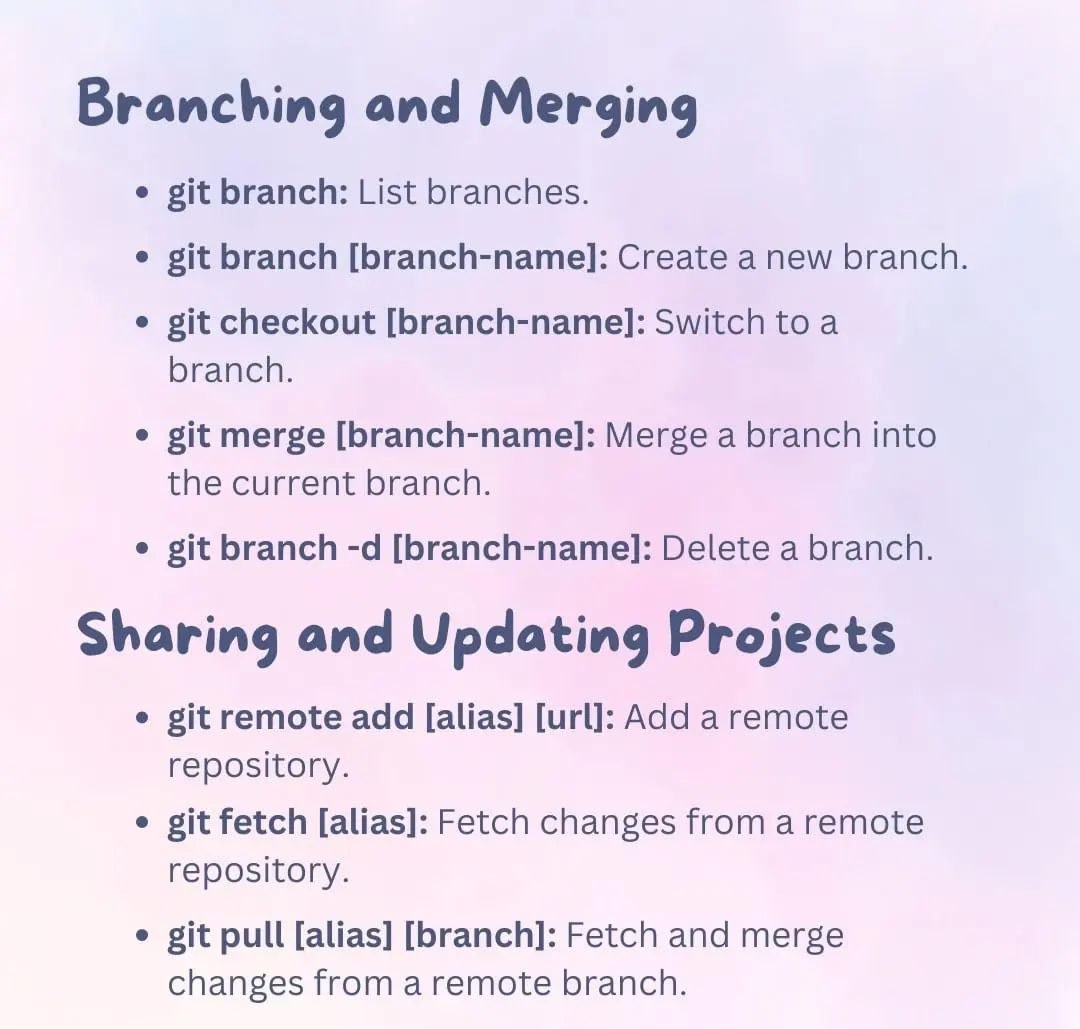 Branching and Merging
• git branch: List branches.
• git branch [branch-name]: Create a new branch.
• git checkout [branch-name]: Switch to a
branch.
• git merge [branch-name]: Merge a branch into
the current branch.
• git branch -d [branch-name]: Delete a branch.
Sharing and Updating Projects
• git remote add [alias] [url]: Add a remote
repository.
• git fetch [alias]: Fetch changes from a remote
repository.
• git pull [alias] [branch]: Fetch and merge
changes from a remote branch.